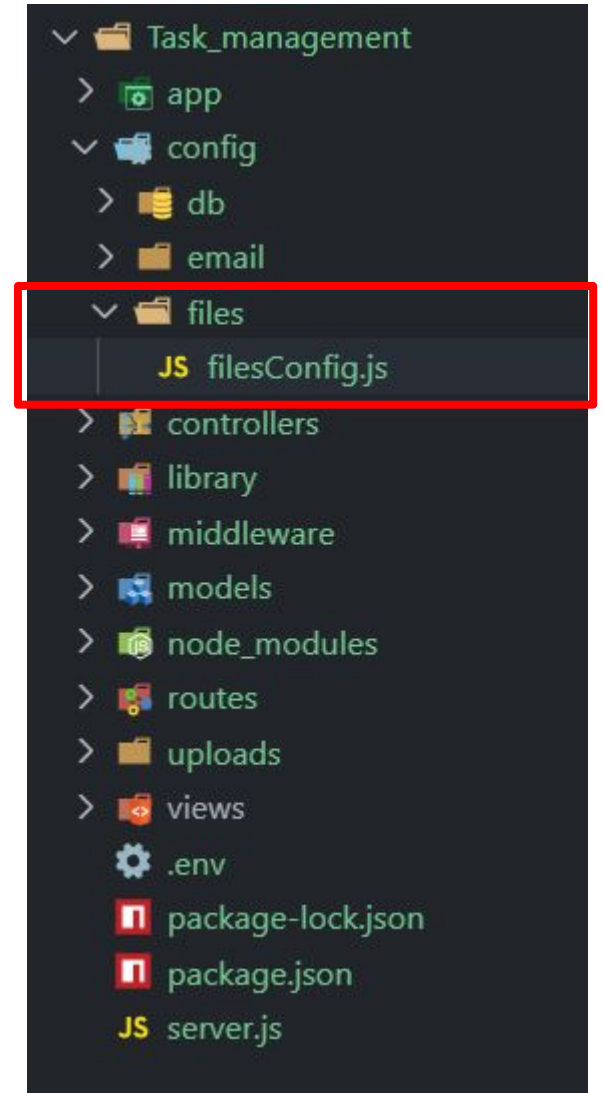 Task_management
app
config
db
email
files
JS filesConfig.js
controllers
library
middleware
models
node_modules
routes
uploads
views
.env
package-lock.json
package.json
JS server.js